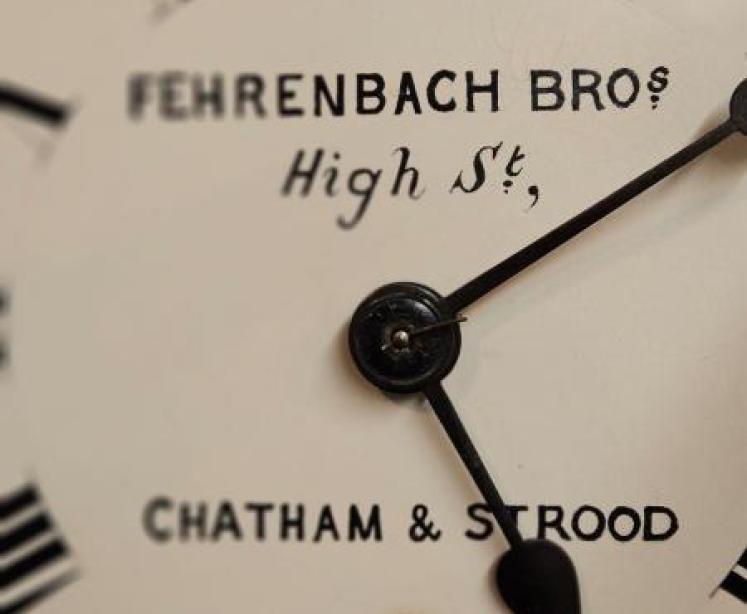 FEHRENBACH BROS
High St,
CHATHAM & STROOD